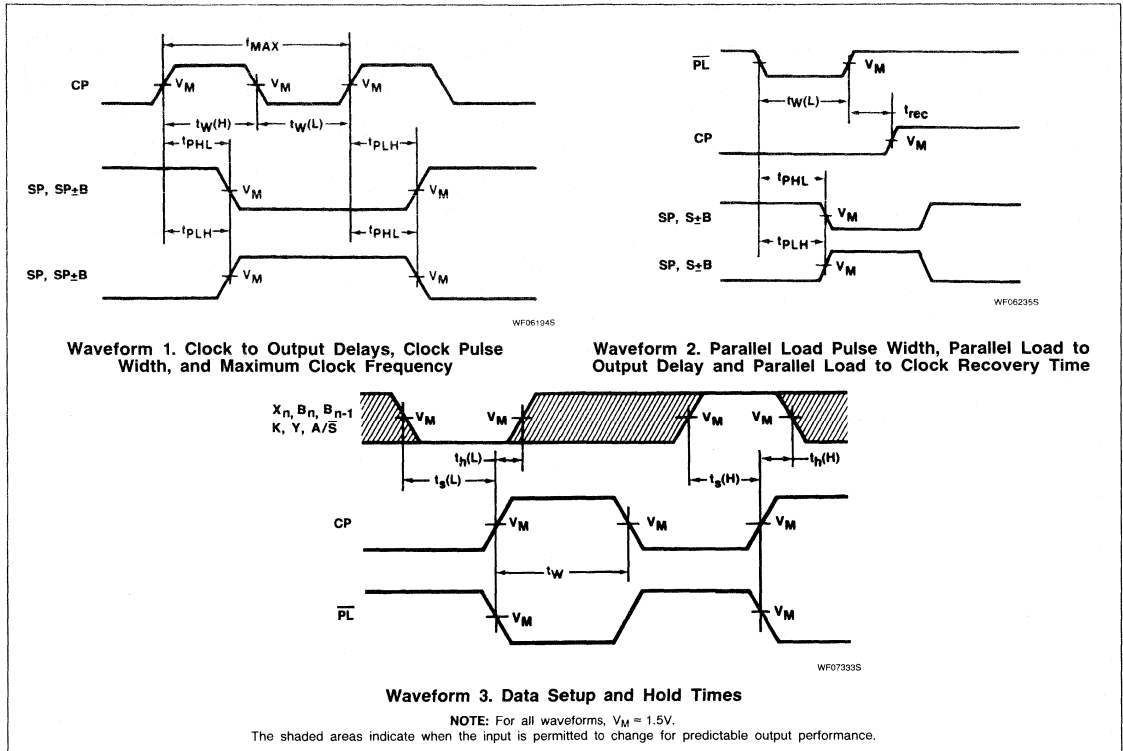 fMAX
CP
VM
VM
VM
tW(H)
tW(L)
tPHL
tPLH
SP, SP±B
VM
VM
tPLH
tPHL
SP, SP±B
VM
VM
WF06194S
Waveform 1. Clock to Output Delays, Clock Pulse
Width, and Maximum Clock Frequency
PL
VM
tW(L)
trec
CP
VM
tPHL
SP, S±B
VM
tPLH
SP, S±B
VM
WF06235S
Waveform 2. Parallel Load Pulse Width, Parallel Load to
Output Delay and Parallel Load to Clock Recovery Time
Xn, Bn, Bn-1
K, Y, A/S̅
VM
VM
VM
VM
th(L)
th(H)
ts(L)
ts(H)
CP
VM
VM
VM
tW
P̅L̅
VM
VM
WF07333S
Waveform 3. Data Setup and Hold Times
NOTE: For all waveforms, VM = 1.5V.
The shaded areas indicate when the input is permitted to change for predictable output performance.